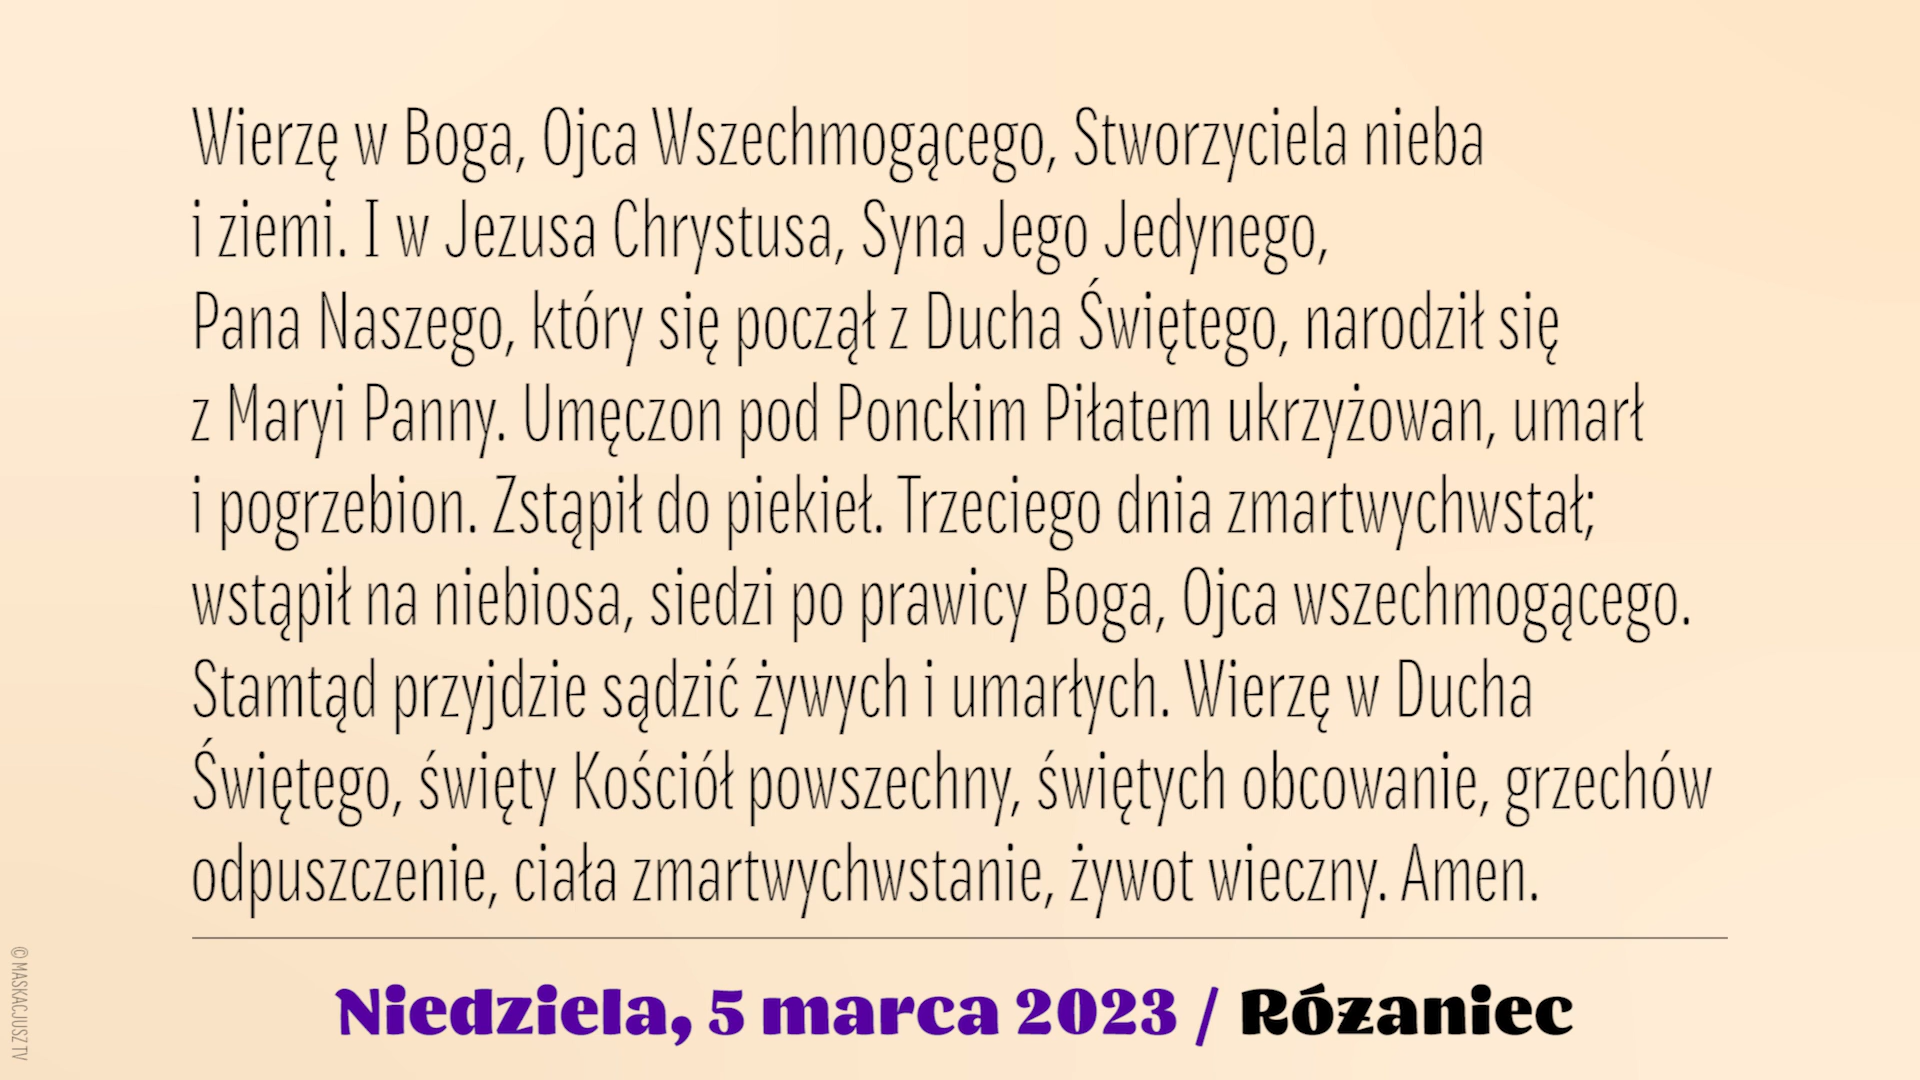 Wierzę w Boga, Ojca Wszechmogącego, Stworzyciela nieba
i ziemi. I w Jezusa Chrystusa, Syna Jego Jedynego,
Pana Naszego, który się począł z Ducha Świętego, narodził się
z Maryi Panny. Umęczon pod Ponckim Piłatem ukrzyżowan, umarł
i pogrzebion. Zstąpił do piekieł. Trzeciego dnia zmartwychwstał;
wstąpił na niebiosa, siedzi po prawicy Boga, Ojca wszechmogącego.
Stamtąd przyjdzie sądzić żywych i umarłych. Wierzę w Ducha
Świętego, święty Kościół powszechny, świętych obcowanie, grzechów
odpuszczenie, ciała zmartwychwstanie, żywot wieczny. Amen.
Niedziela, 5 marca 2023 / Różaniec
© MASKACJUSZ TV